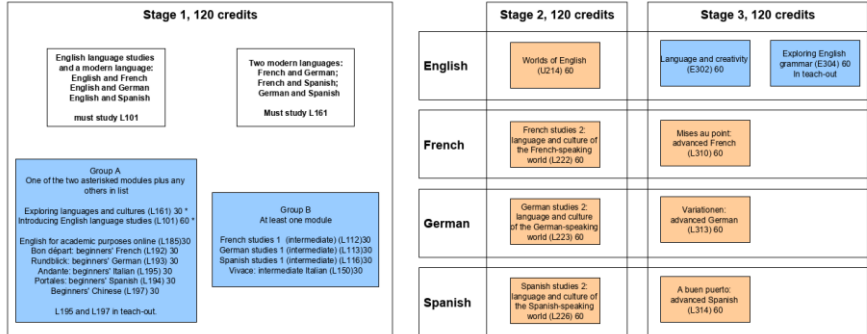 Stage 1, 120 credits
English language studies
and a modern language:
English and French
English and German
English and Spanish
must study L101
Two modern languages:
French and German;
French and Spanish;
German and Spanish
Must study L161
Group A
One of the two asterisked modules plus any
others in list
Exploring languages and cultures (L161) 30 *
Introducing English language studies (L101) 60 *
English for academic purposes online (L185)30
Bon départ: beginners' French (L192) 30
Rundblick: beginners' German (L193) 30
Andante: beginners' Italian (L195) 30
Portales: beginners' Spanish (L194) 30
Beginners' Chinese (L197) 30
L195 and L197 in teach-out.
Group B
At least one module
French studies 1 (intermediate) (L112)30
German studies 1 (intermediate) (L113)30
Spanish studies 1 (intermediate) (L116)30
Vivace: intermediate Italian (L150)30
Stage 2, 120 credits
Stage 3, 120 credits
English
Worlds of English
(U214) 60
Language and creativity
(E302) 60
Exploring English
grammar (E304) 60
In teach-out
French
French studies 2:
language and culture of
the French-speaking
world (L222) 60
Mises au point:
advanced French
(L310) 60
German
German studies 2:
language and culture
of the German-speaking
world (L223) 60
Variationen:
advanced German
(L313) 60
Spanish
Spanish studies 2:
language and culture of
the Spanish-speaking
world (L226) 60
A buen puerto:
advanced Spanish
(L314) 60